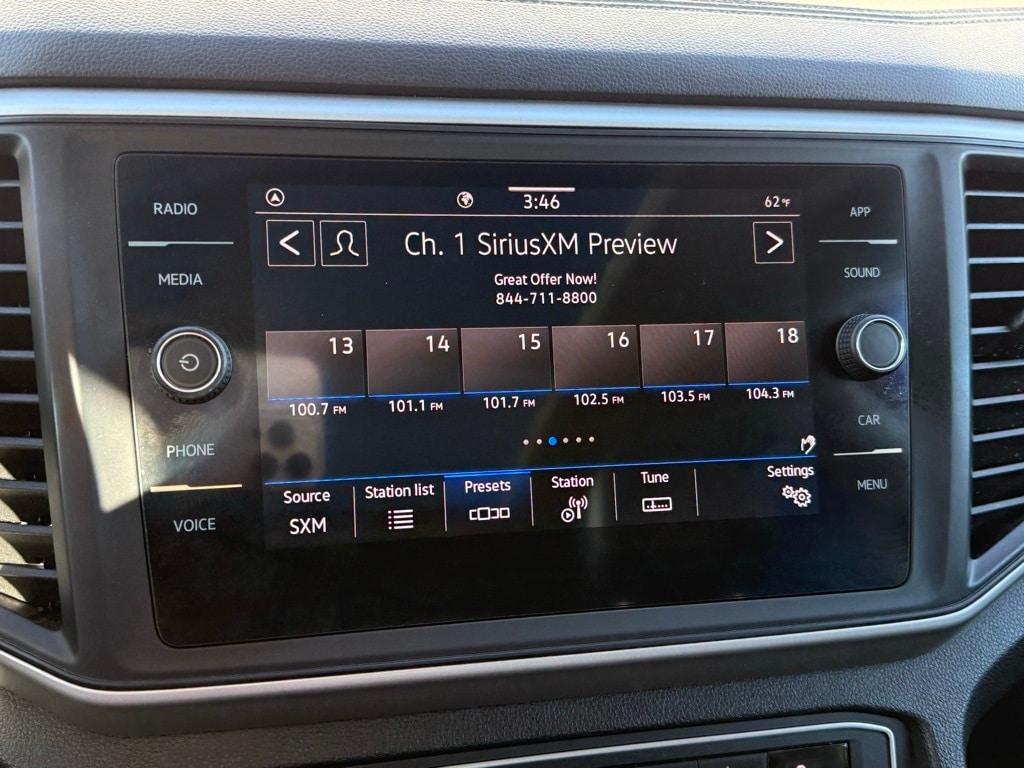 RADIO
MEDIA
PHONE
VOICE
3:46
62°F
Ch. 1 SiriusXM Preview
Great Offer Now!
844-711-8800
13 14 15 16 17 18
100.7 FM 101.1 FM 101.7 FM 102.5 FM 103.5 FM 104.3 FM
Source Station list Presets Station Tune Settings
SXM
APP
SOUND
CAR
MENU